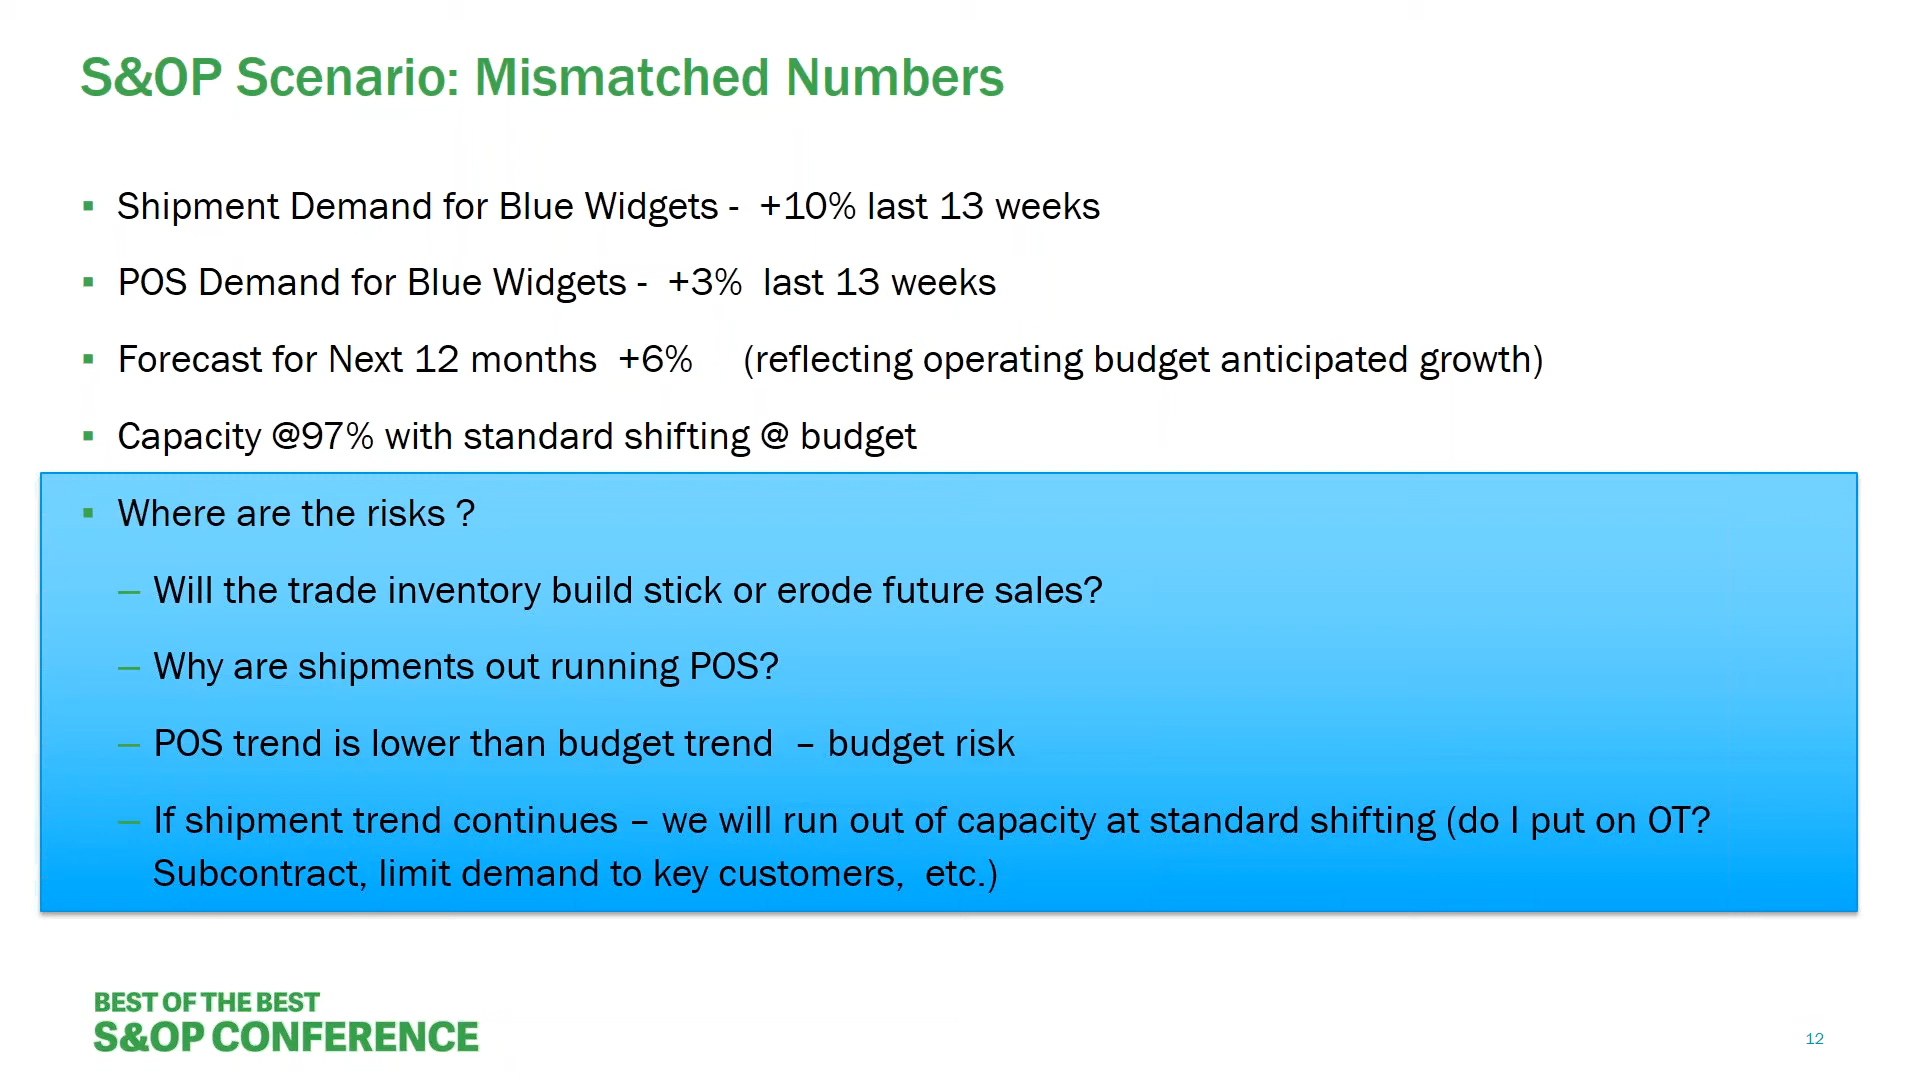 S&OP Scenario: Mismatched Numbers
▪ Shipment Demand for Blue Widgets - +10% last 13 weeks
▪ POS Demand for Blue Widgets - +3% last 13 weeks
▪ Forecast for Next 12 months +6% (reflecting operating budget anticipated growth)
▪ Capacity @97% with standard shifting @ budget
▪ Where are the risks ?
– Will the trade inventory build stick or erode future sales?
– Why are shipments out running POS?
– POS trend is lower than budget trend – budget risk
– If shipment trend continues – we will run out of capacity at standard shifting (do I put on OT?
Subcontract, limit demand to key customers, etc.)
BEST OF THE BEST
S&OP CONFERENCE
12